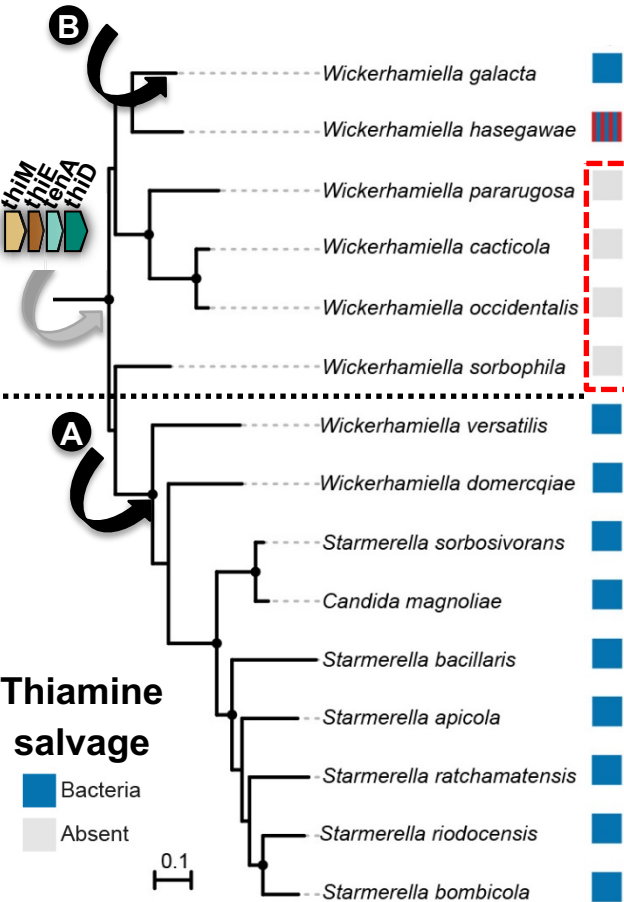 B
Wickerhamiella galacta
Wickerhamiella hasegawae
thiM
thiE
tenA
thiD
Wickerhamiella pararugosa
Wickerhamiella cacticola
Wickerhamiella occidentalis
Wickerhamiella sorbophila
A
Wickerhamiella versatilis
Wickerhamiella domercqiae
Starmerella sorbosivorans
Candida magnoliae
Starmerella bacillaris
Thiamine
salvage
Starmerella apicola
Starmerella ratchamatensis
Bacteria
Absent
Starmerella riodocensis
0.1
Starmerella bombicola